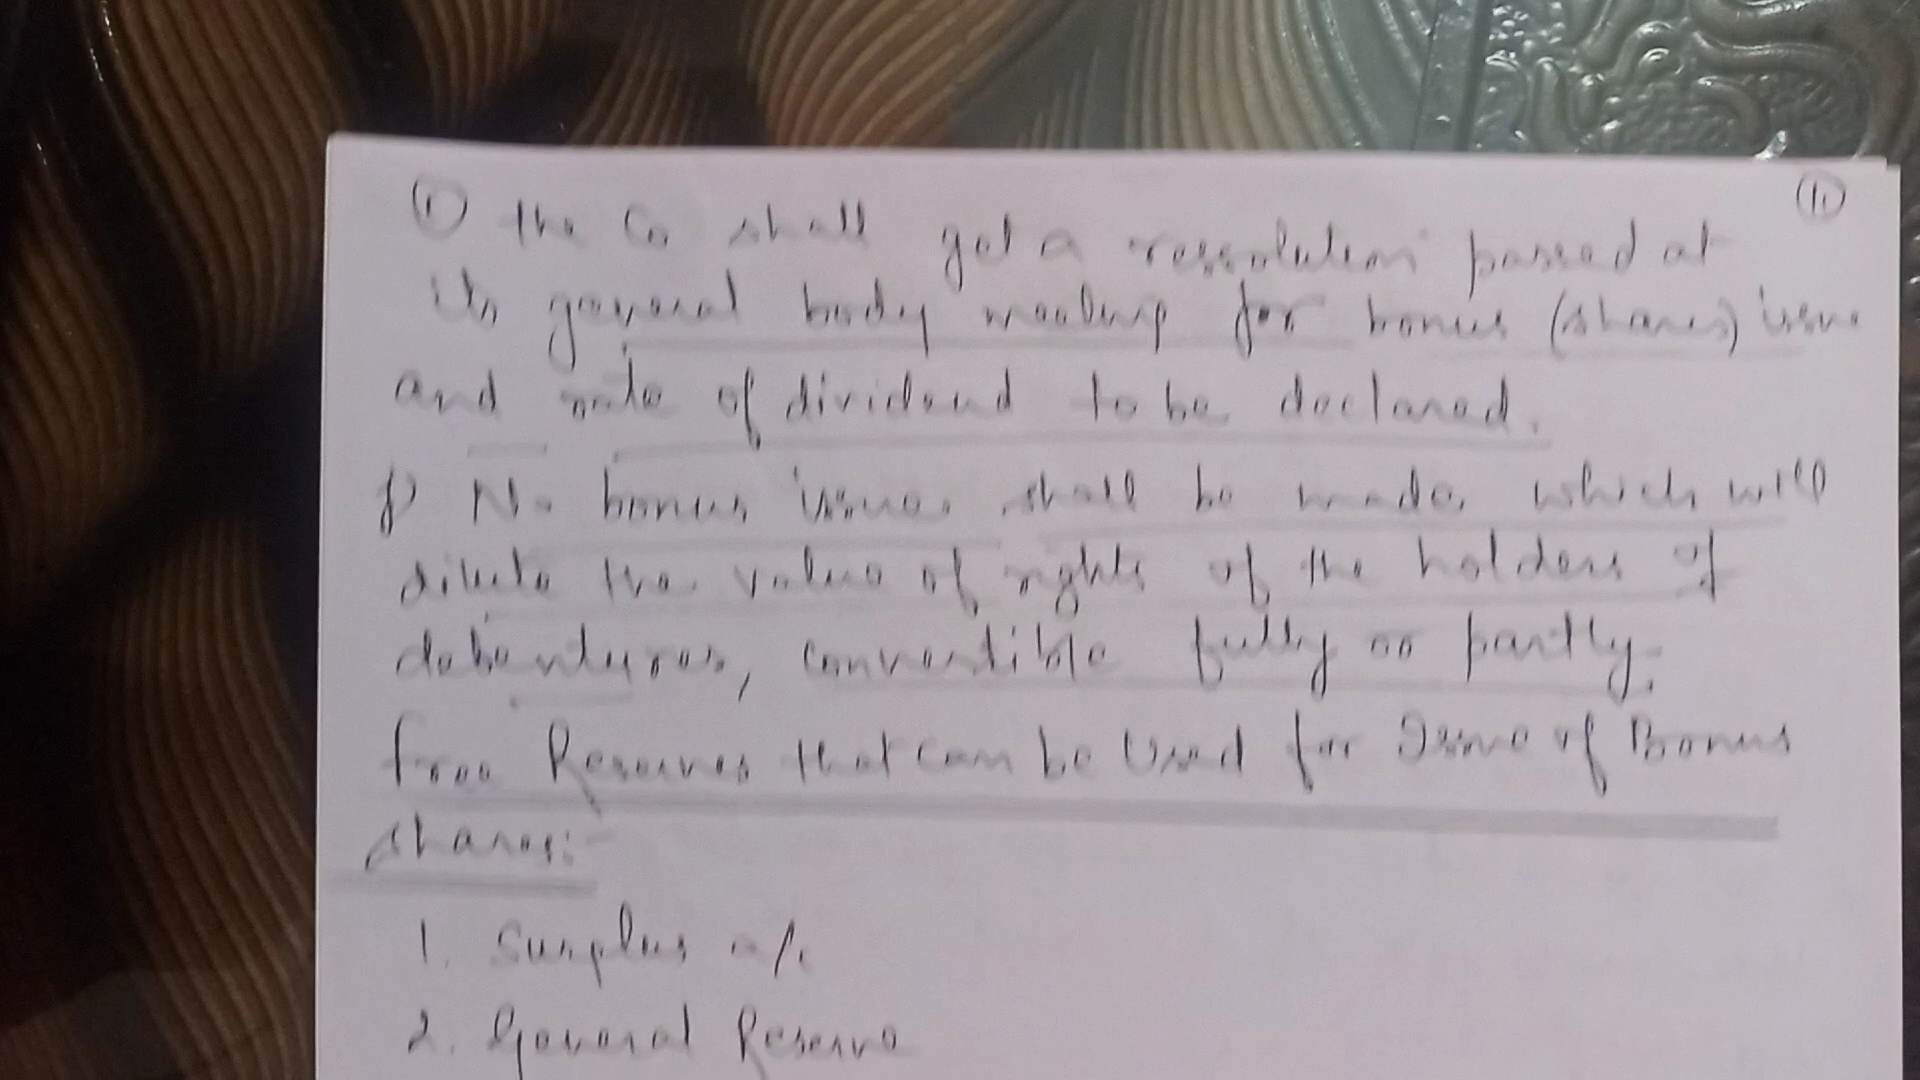 11
① the Co shall get a ressolution passed at
its general body meeting for bonus (shares) issue
and rate of dividend to be declared.
f) No bonus issue shall be made, which will
dilute the value of rights of the holders of
debentures, convertible fully or partly.
free Reserves that can be Used for Issue of Bonus
shares:-
1. Surplus a/c
2. General Reserve